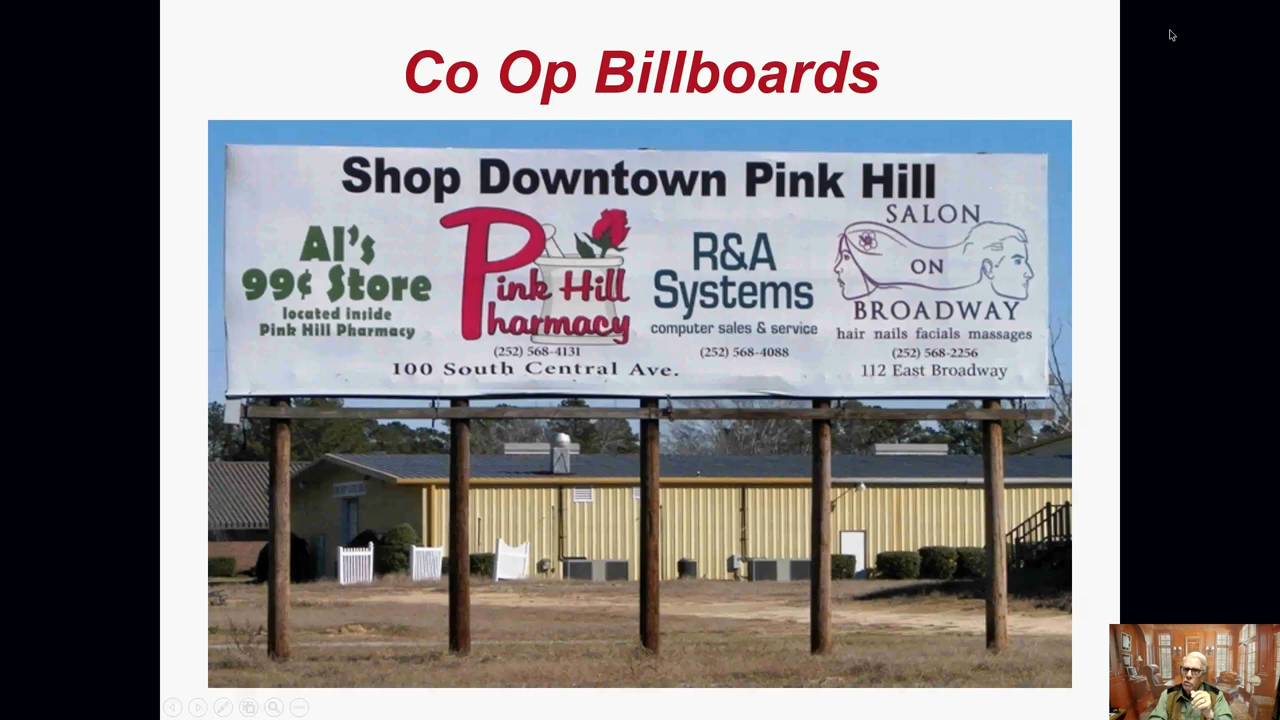 Co Op Billboards
Shop Downtown Pink Hill
Al's
99¢ Store
located inside
Pink Hill Pharmacy
Pink Hill
Pharmacy
(252) 568-4131
100 South Central Ave.
R&A
Systems
computer sales & service
(252) 568-4088
SALON
ON
BROADWAY
hair nails facials massages
(252) 568-2256
112 East Broadway